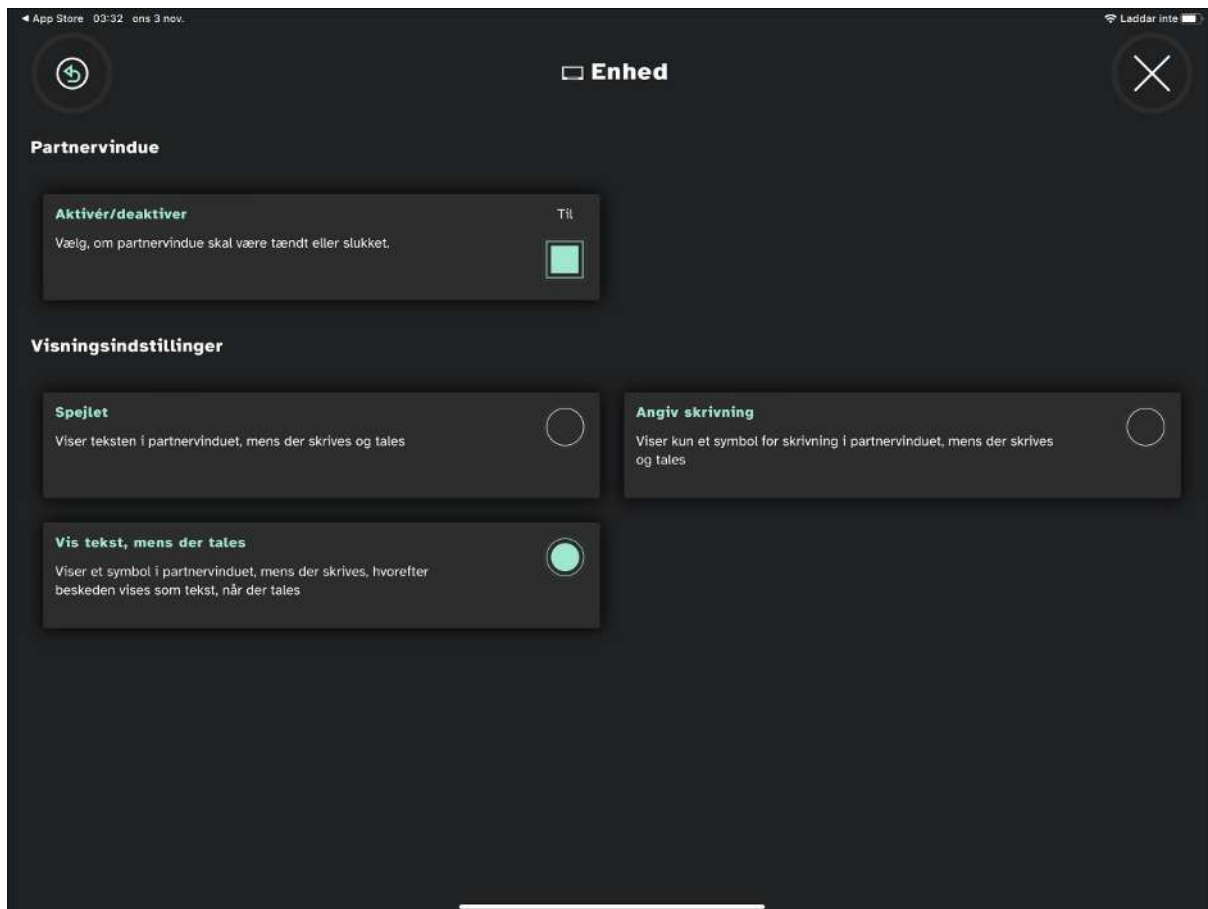 App Store 03:32 ons 3 nov.
Laddar inte
Enhed
Partnervindue
Aktivér/deaktiver
Til
Vælg, om partnervindue skal være tændt eller slukket.
Visningsindstillinger
Spejlet
Viser teksten i partnervinduet, mens der skrives og tales
Angiv skrivning
Viser kun et symbol for skrivning i partnervinduet, mens der skrives
og tales
Vis tekst, mens der tales
Viser et symbol i partnervinduet, mens der skrives, hvorefter
beskeden vises som tekst, når der tales